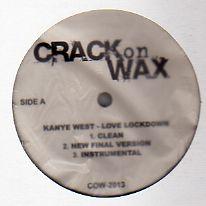 CRACK on
WAX
SIDE A
KANYE WEST - LOVE LOCKDOWN
1. CLEAN
2. NEW FINAL VERSION
3. INSTRUMENTAL
COW-2013